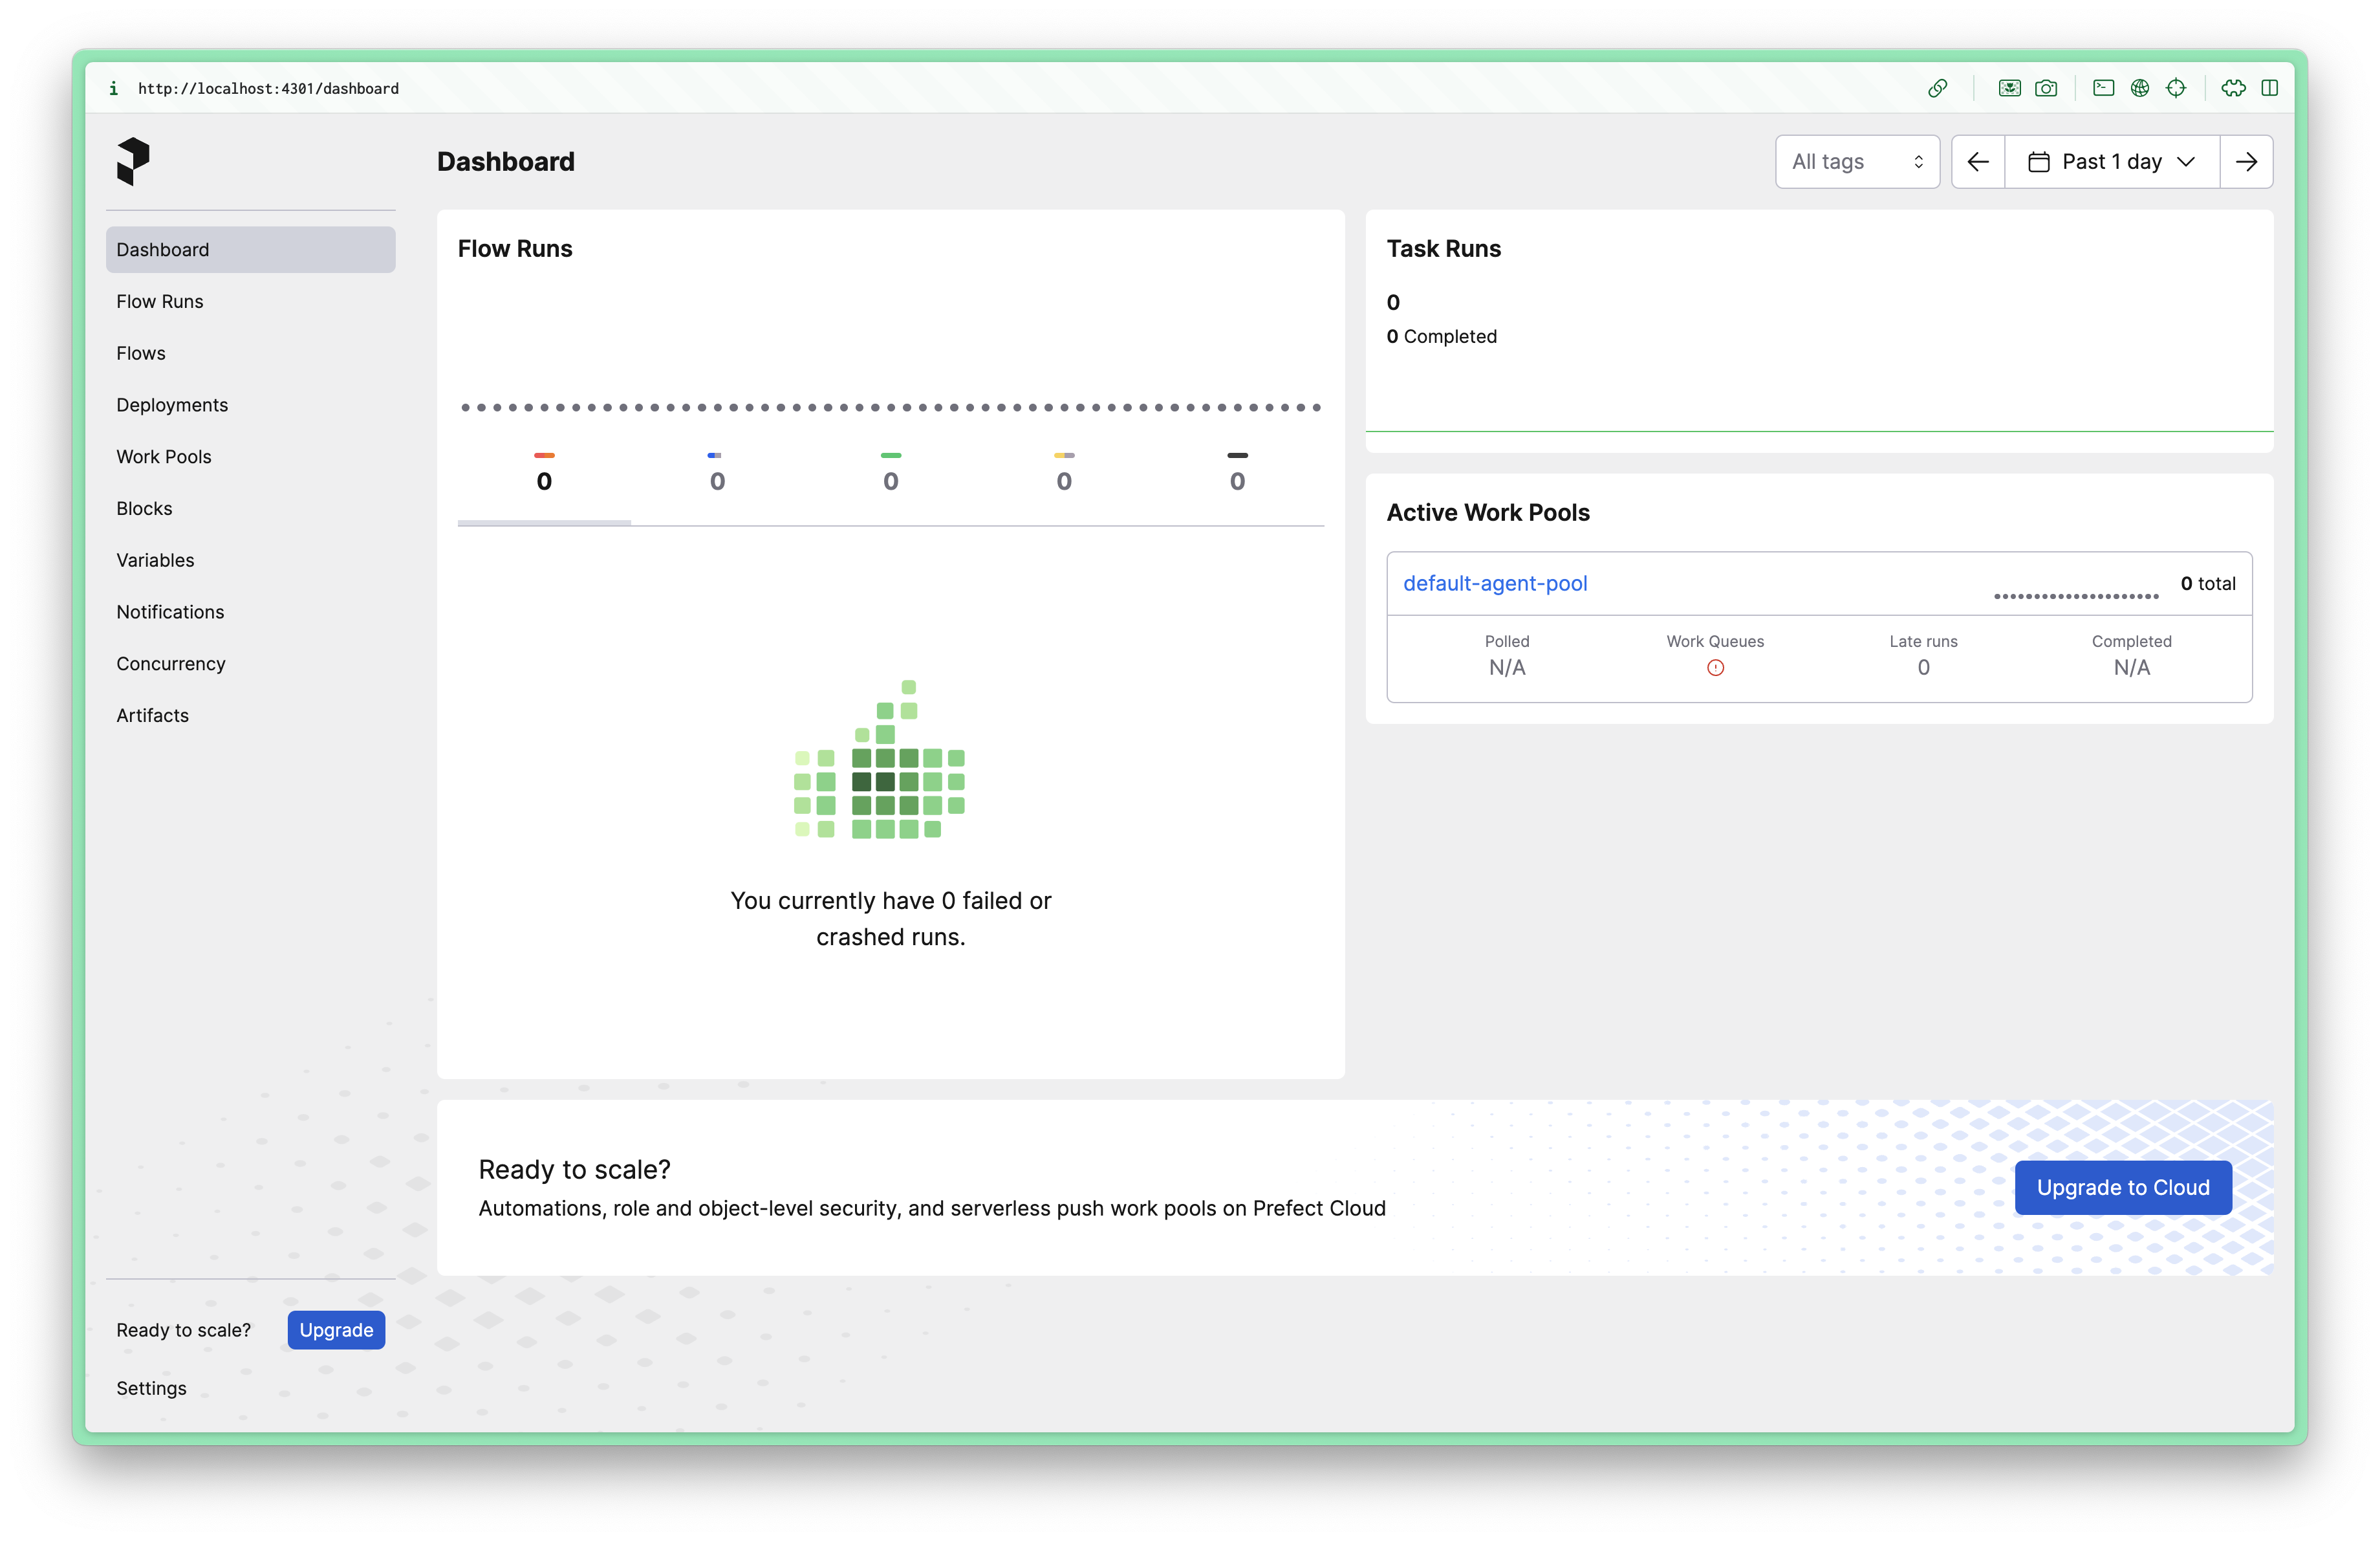 i http://localhost:4301/dashboard
Dashboard
Flow Runs
Flows
Deployments
Work Pools
Blocks
Variables
Notifications
Concurrency
Artifacts
Ready to scale? Upgrade
Settings
Dashboard
All tags
Past 1 day
Flow Runs
0 0 0 0 0
You currently have 0 failed or
crashed runs.
Task Runs
0
0 Completed
Active Work Pools
default-agent-pool 0 total
Polled Work Queues Late runs Completed
N/A 0 N/A
Ready to scale?
Automations, role and object-level security, and serverless push work pools on Prefect Cloud
Upgrade to Cloud